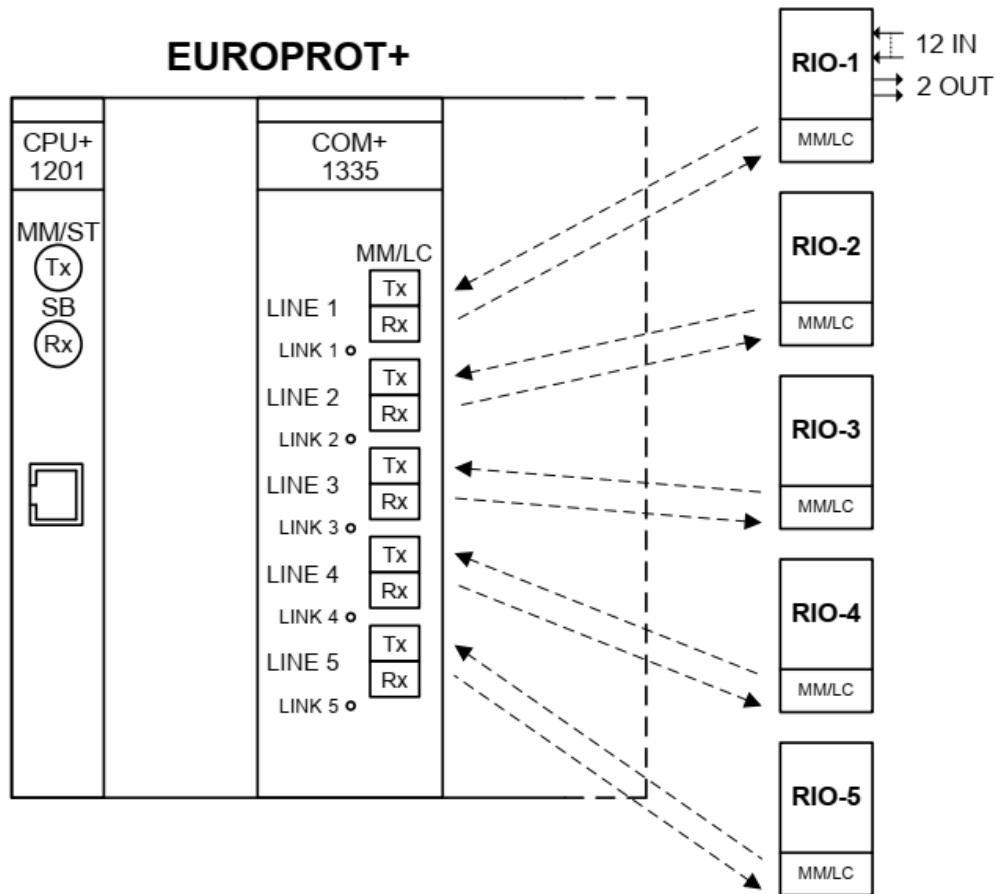 EUROPROT+
CPU+
1201
MM/ST
Tx
SB
Rx
COM+
1335
MM/LC
LINE 1
Tx
Rx
LINK 1
LINE 2
Tx
Rx
LINK 2
LINE 3
Tx
Rx
LINK 3
LINE 4
Tx
Rx
LINK 4
LINE 5
Tx
Rx
LINK 5
RIO-1
12 IN
2 OUT
MM/LC
RIO-2
MM/LC
RIO-3
MM/LC
RIO-4
MM/LC
RIO-5
MM/LC